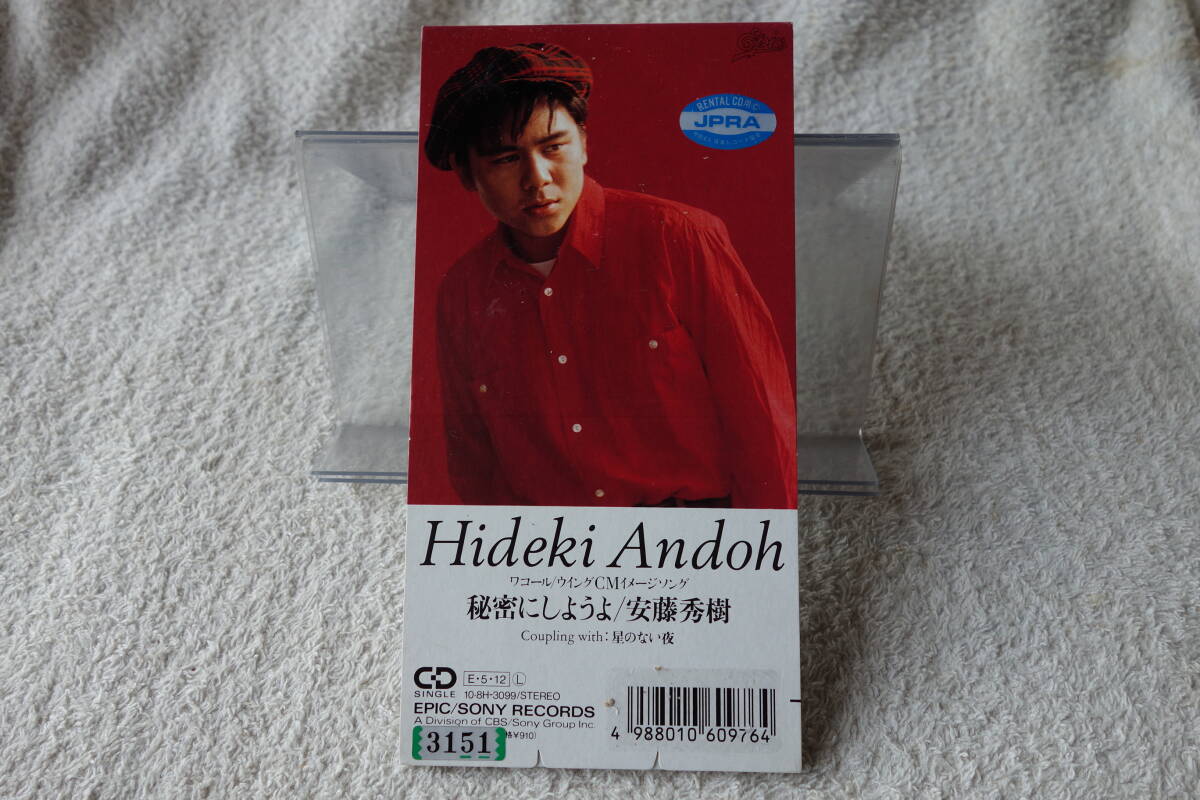 Epic
RENTAL CD用
JPRA
Hideki Andoh
ワコール/ウイングCMイメージソング
秘密にしようよ/安藤秀樹
Coupling with:星のない夜
CD
SINGLE
E・5・12 L
10・8H-3099/STEREO
EPIC/SONY RECORDS
A Division of CBS/Sony Group Inc.
格¥910)
3151
4 988010 609764